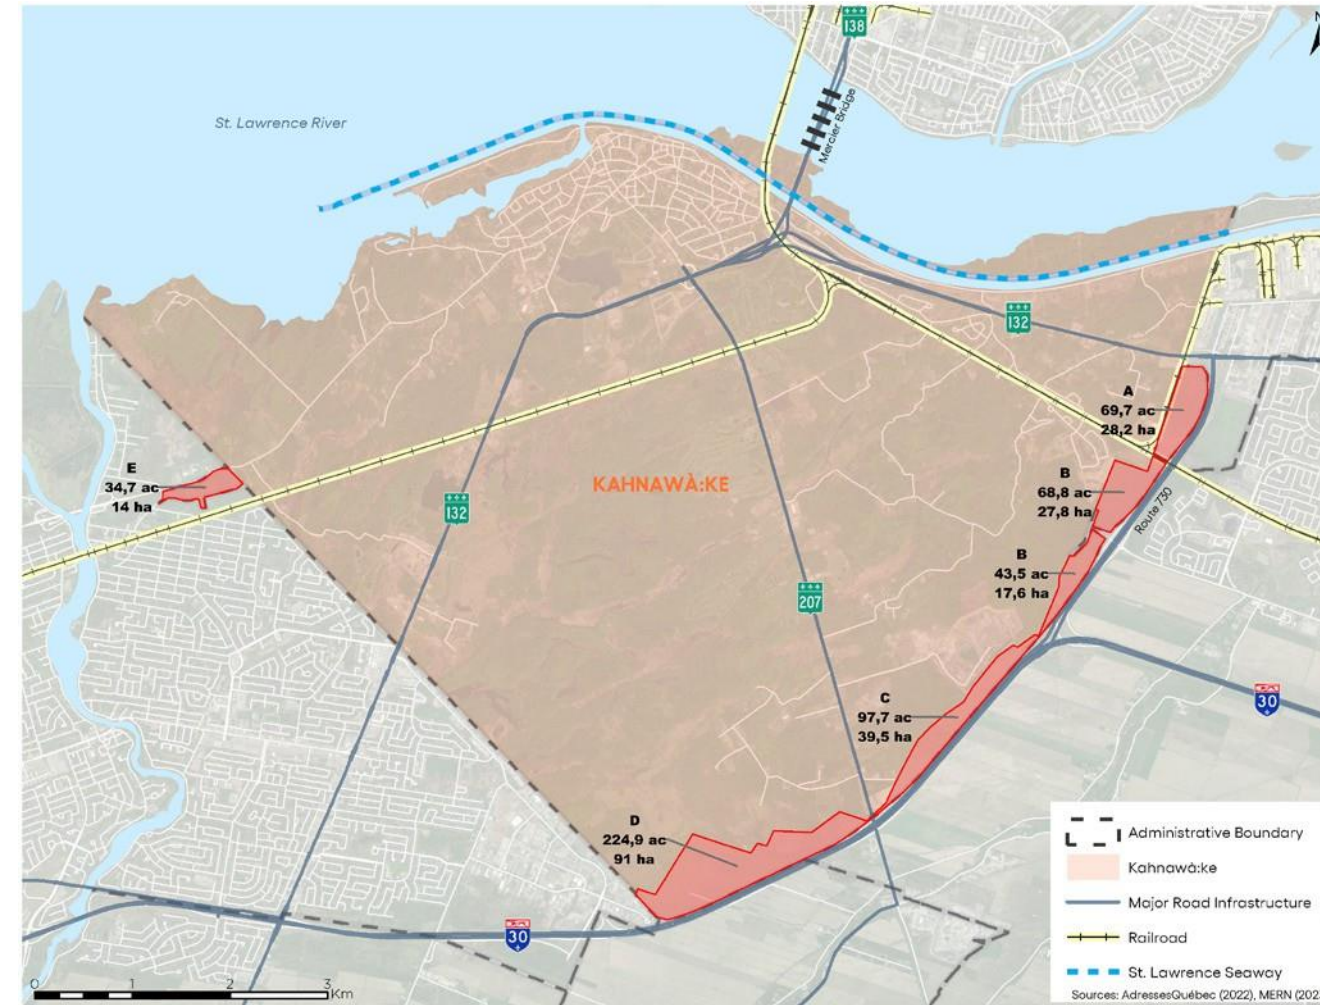 138
N
St. Lawrence River
Mercier Bridge
132
A
69,7 ac
28,2 ha
E
34,7 ac
14 ha
KAHNAWÀ:KE
B
68,8 ac
27,8 ha
Route 730
132
B
43,5 ac
17,6 ha
207
C
97,7 ac
39,5 ha
30
D
224,9 ac
91 ha
30
Administrative Boundary
Kahnawà:ke
Major Road Infrastructure
Railroad
St. Lawrence Seaway
0 1 2 3 Km
Sources: AdressesQuébec (2022), MERN (202